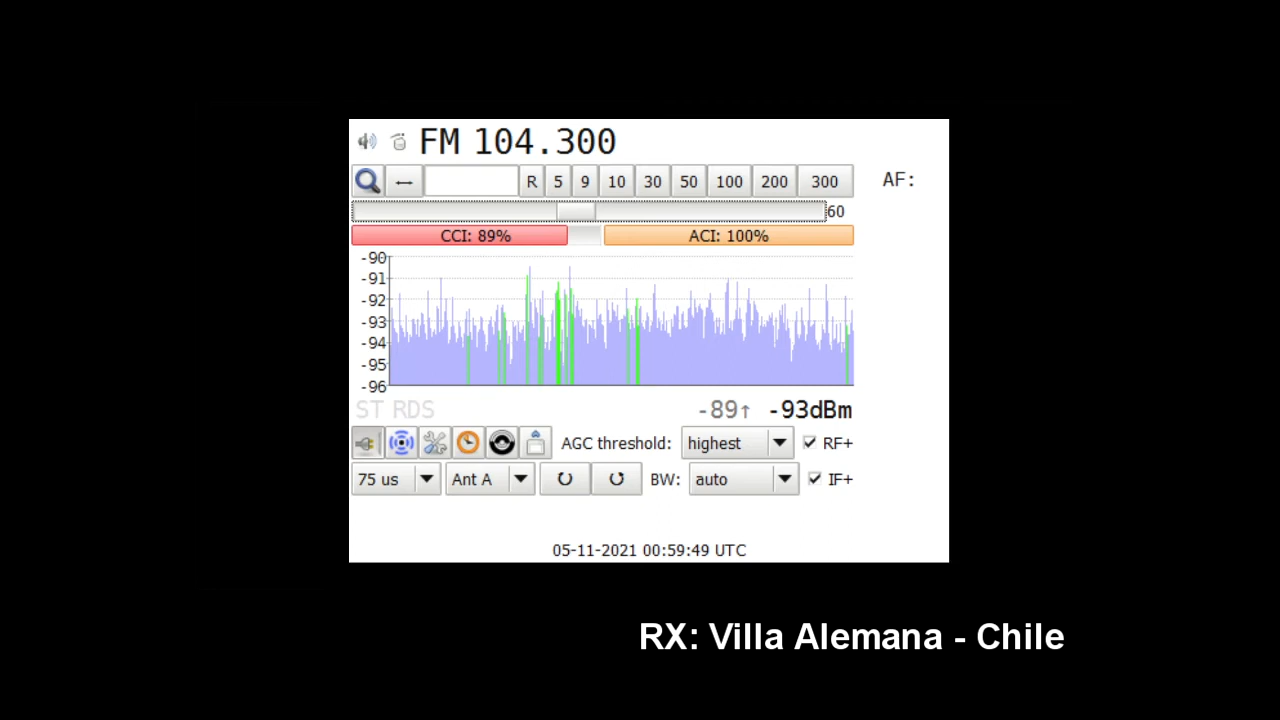 FM 104.300
R 5 9 10 30 50 100 200 300 AF:
60
CCI: 89% ACI: 100%
-90
-91
-92
-93
-94
-95
-96
ST RDS -89↑ -93dBm
AGC threshold: highest RF+
75 us Ant A BW: auto IF+
05-11-2021 00:59:49 UTC
RX: Villa Alemana - Chile